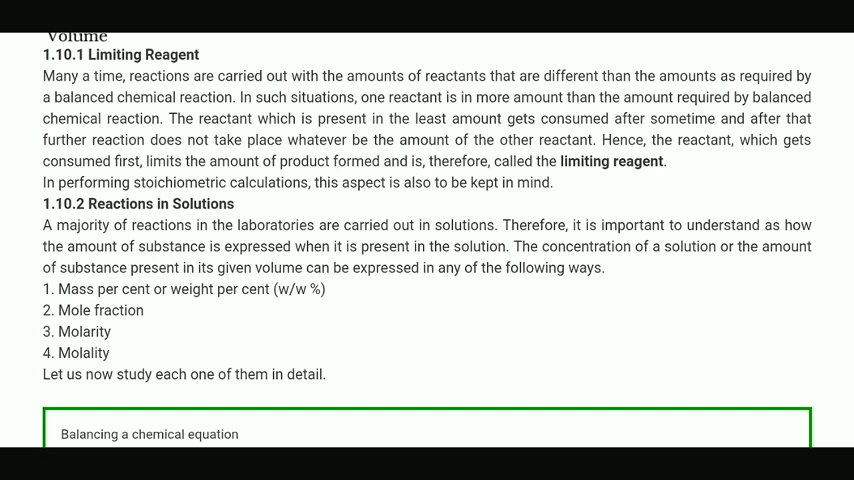 Volume
1.10.1 Limiting Reagent
Many a time, reactions are carried out with the amounts of reactants that are different than the amounts as required by
a balanced chemical reaction. In such situations, one reactant is in more amount than the amount required by balanced
chemical reaction. The reactant which is present in the least amount gets consumed after sometime and after that
further reaction does not take place whatever be the amount of the other reactant. Hence, the reactant, which gets
consumed first, limits the amount of product formed and is, therefore, called the limiting reagent.
In performing stoichiometric calculations, this aspect is also to be kept in mind.
1.10.2 Reactions in Solutions
A majority of reactions in the laboratories are carried out in solutions. Therefore, it is important to understand as how
the amount of substance is expressed when it is present in the solution. The concentration of a solution or the amount
of substance present in its given volume can be expressed in any of the following ways.
1. Mass per cent or weight per cent (w/w %)
2. Mole fraction
3. Molarity
4. Molality
Let us now study each one of them in detail.
Balancing a chemical equation